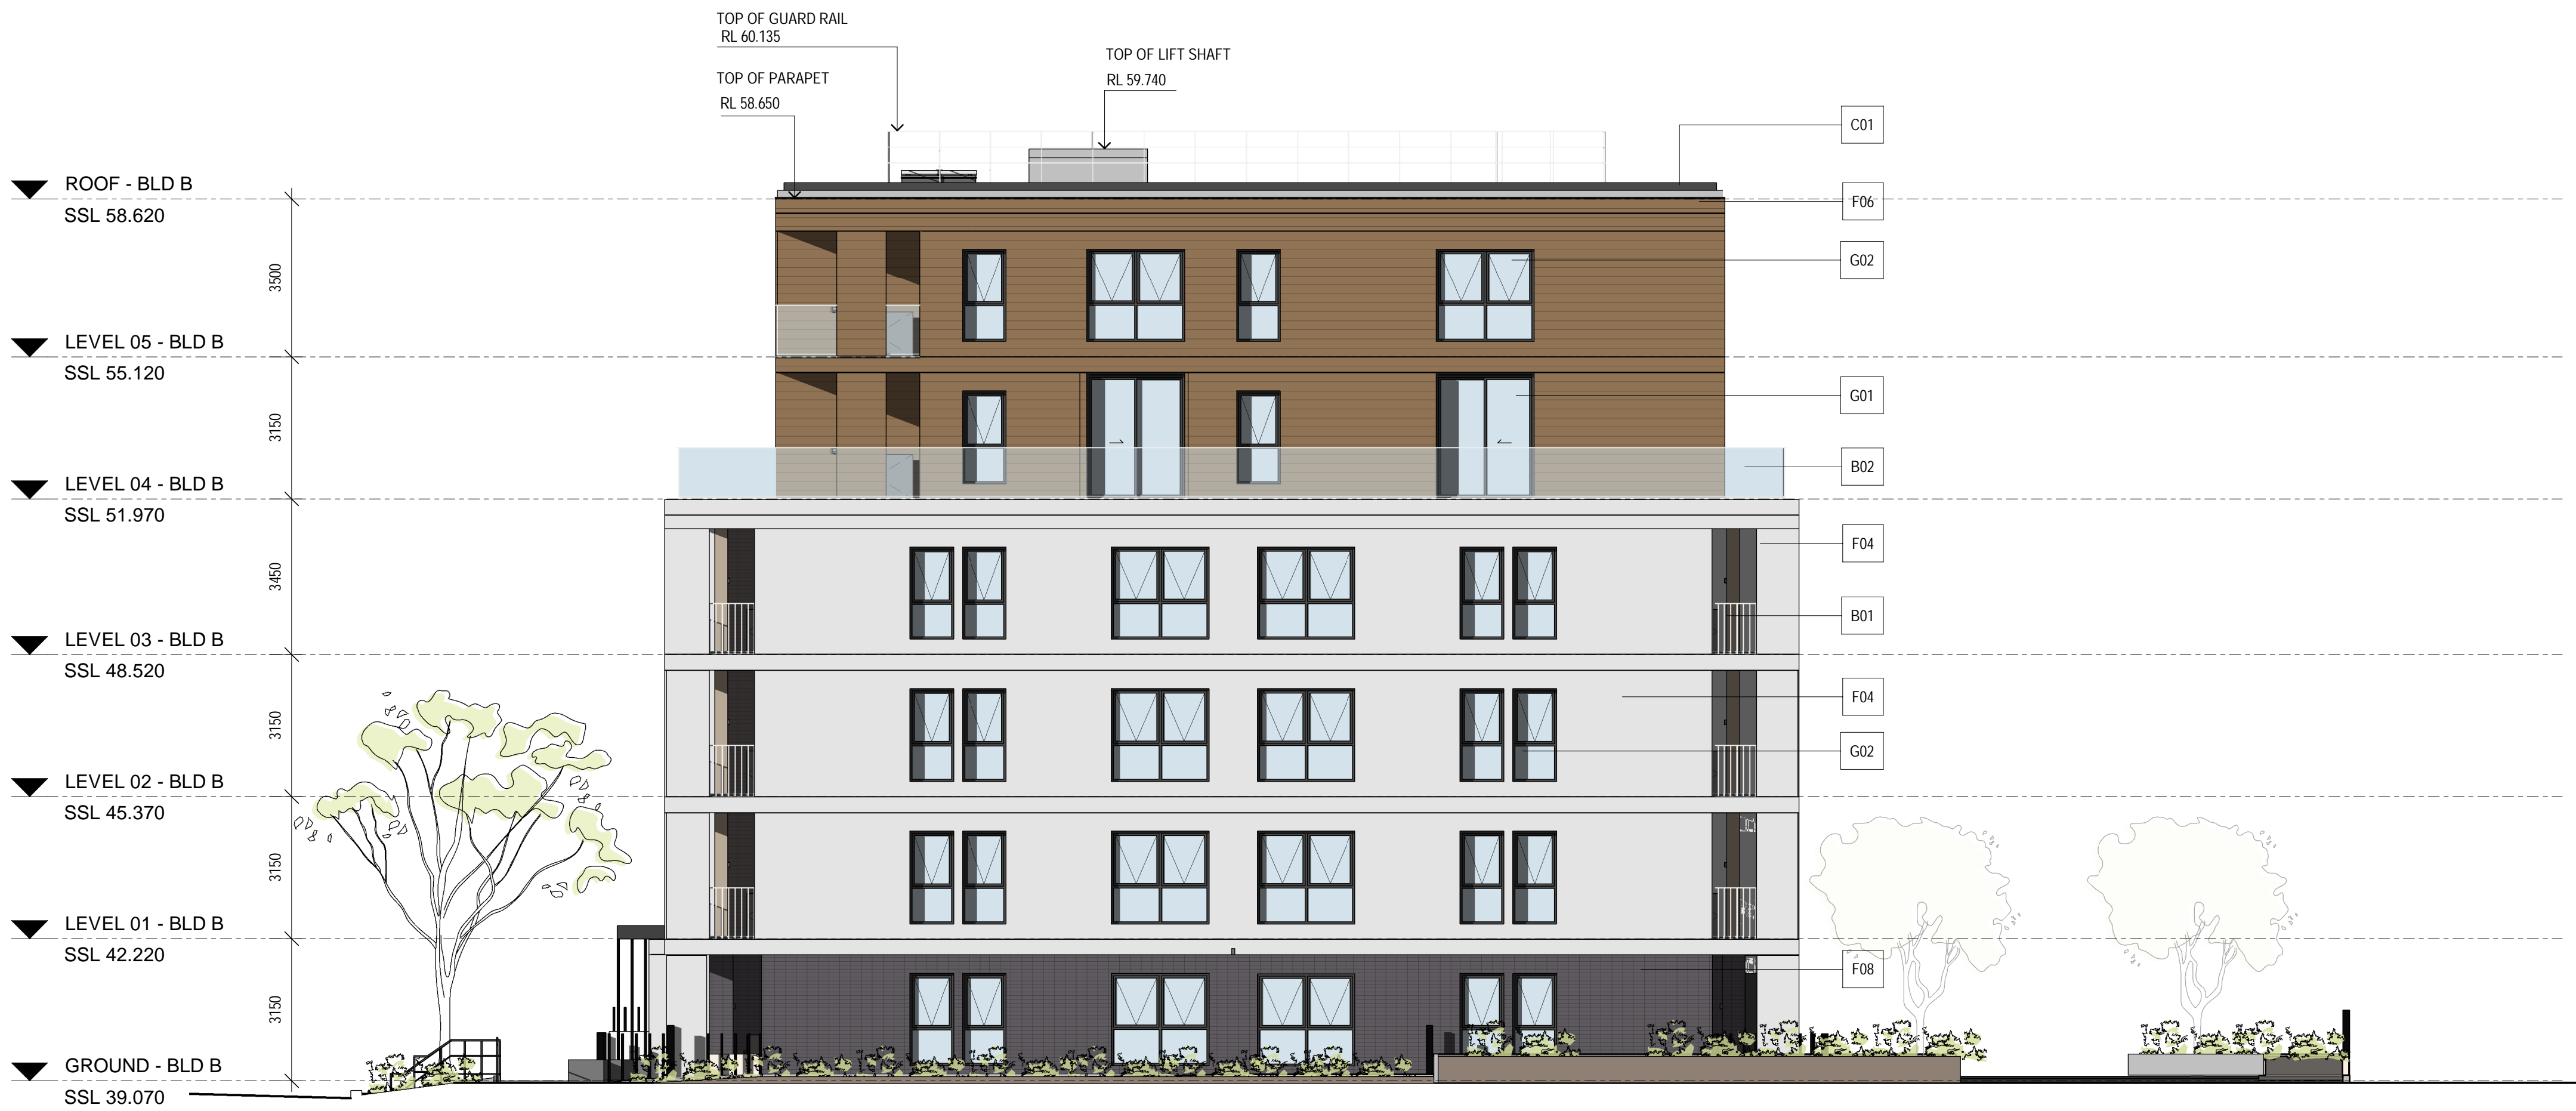 TOP OF GUARD RAIL
RL 60.135
TOP OF LIFT SHAFT
RL 59.740
TOP OF PARAPET
RL 58.650
C01
ROOF - BLD B
SSL 58.620
F06
G02
3500
LEVEL 05 - BLD B
SSL 55.120
G01
3150
B02
LEVEL 04 - BLD B
SSL 51.970
F04
3450
B01
LEVEL 03 - BLD B
SSL 48.520
F04
3150
G02
LEVEL 02 - BLD B
SSL 45.370
3150
LEVEL 01 - BLD B
SSL 42.220
F08
3150
GROUND - BLD B
SSL 39.070